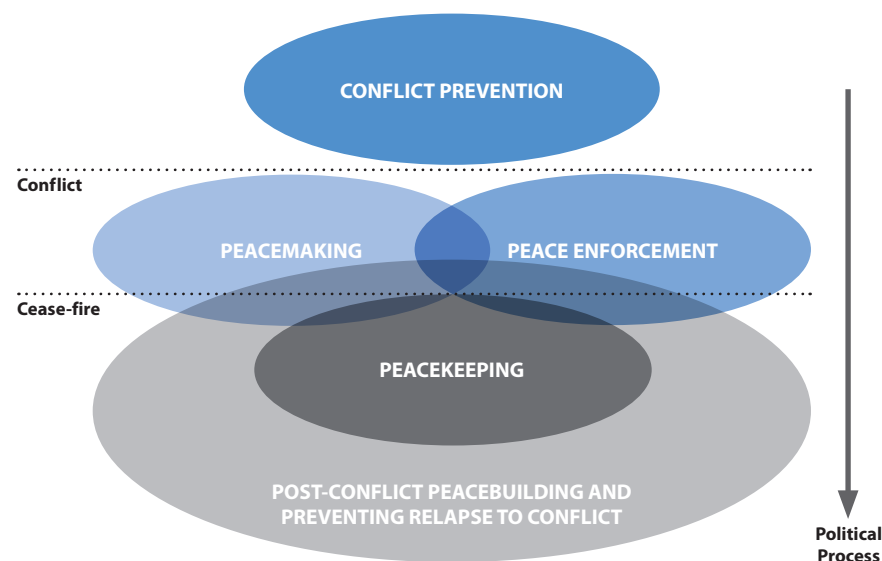 CONFLICT PREVENTION
Conflict
PEACEMAKING
PEACE ENFORCEMENT
Cease-fire
PEACEKEEPING
POST-CONFLICT PEACEBUILDING AND
PREVENTING RELAPSE TO CONFLICT
Political
Process